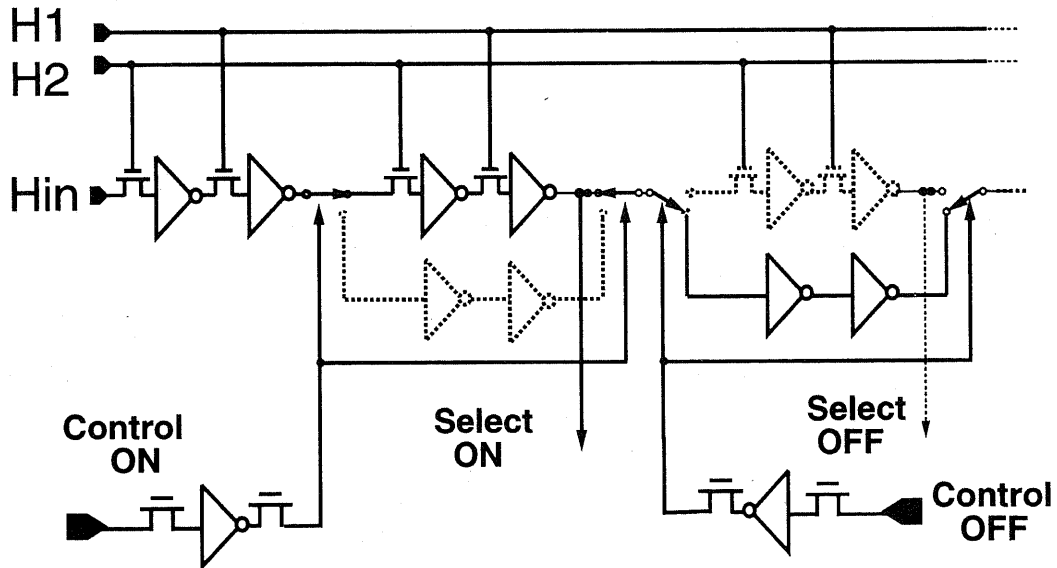 H1
H2
Hin
Control
ON
Select
ON
Select
OFF
Control
OFF